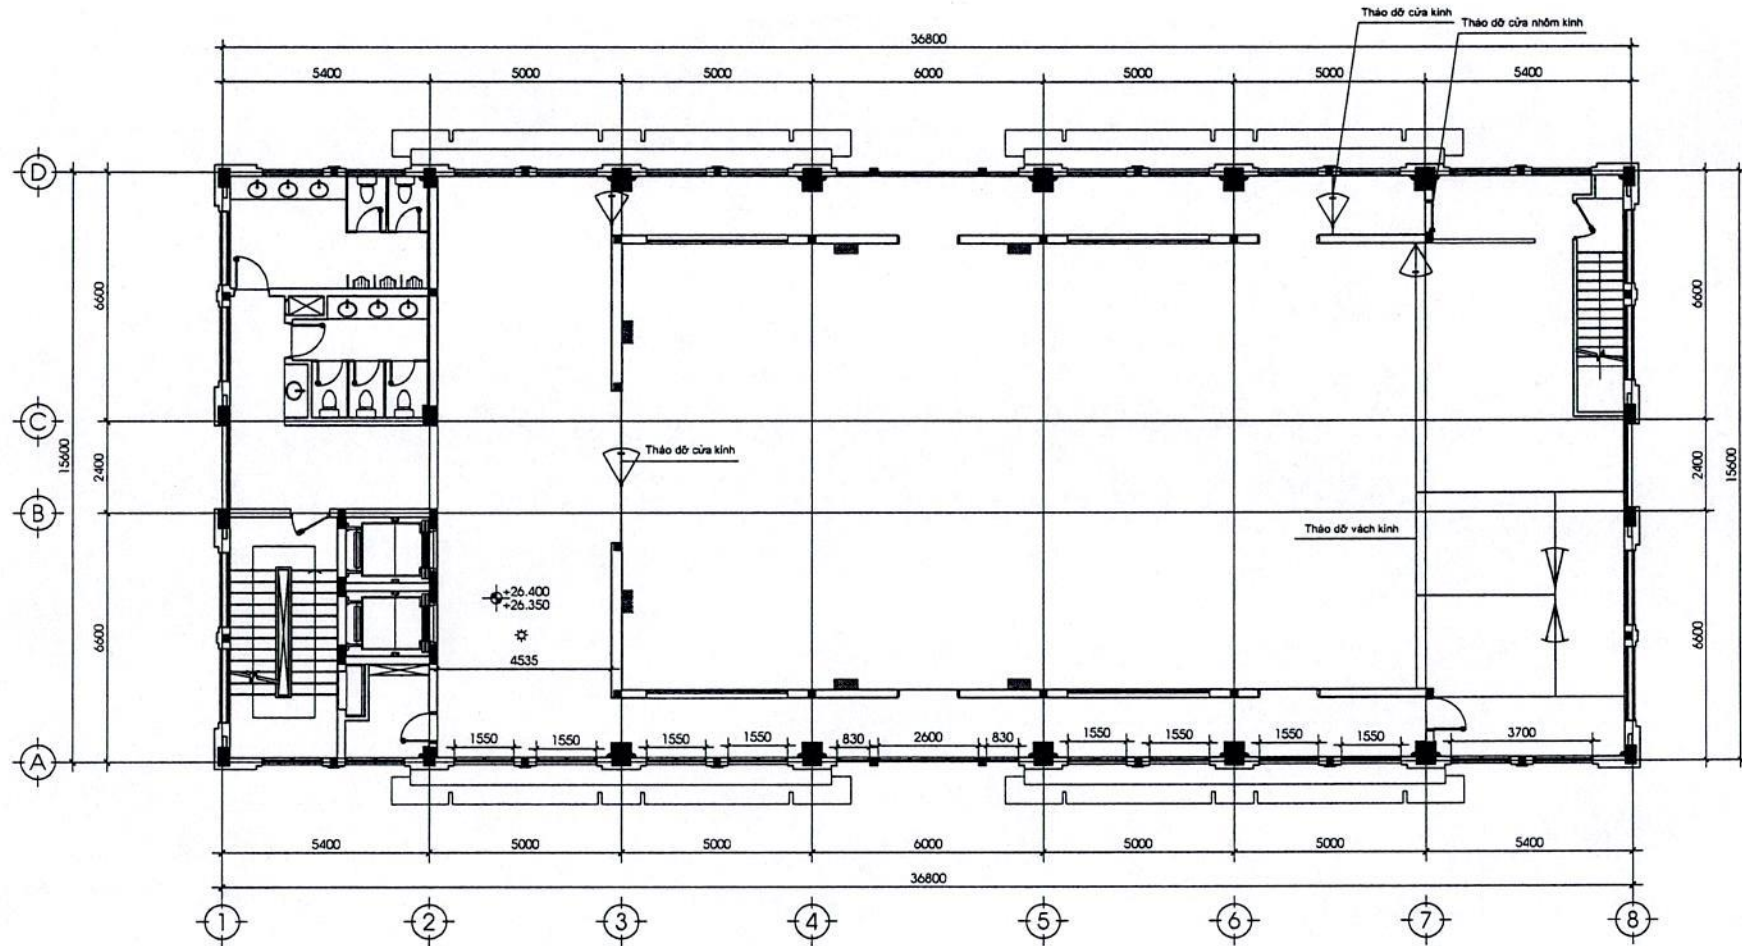 Tháo dỡ cửa kính
Tháo dỡ cửa nhôm kính
36800
5400 5000 5000 6000 5000 5000 5400
D
6600 6600
C
Tháo dỡ cửa kính
15600 2400 2400 15600
B
Tháo dỡ vách kính
+26.400
+26.350
6600 6600
4535
1550 1550 1550 1550 830 2600 830 1550 1550 1550 1550 3700
A
5400 5000 5000 6000 5000 5000 5400
36800
1 2 3 4 5 6 7 8